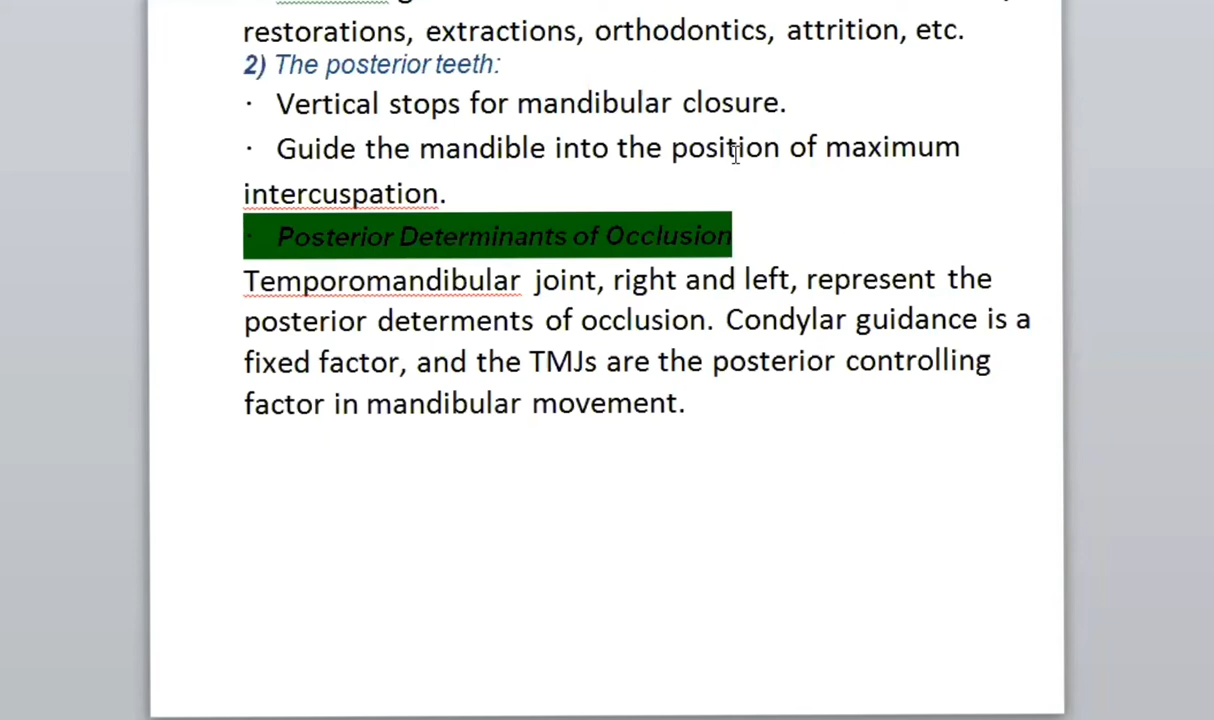 restorations, extractions, orthodontics, attrition, etc.
2) The posterior teeth:
· Vertical stops for mandibular closure.
· Guide the mandible into the position of maximum
intercuspation.
· Posterior Determinants of Occlusion
Temporomandibular joint, right and left, represent the
posterior determents of occlusion. Condylar guidance is a
fixed factor, and the TMJs are the posterior controlling
factor in mandibular movement.